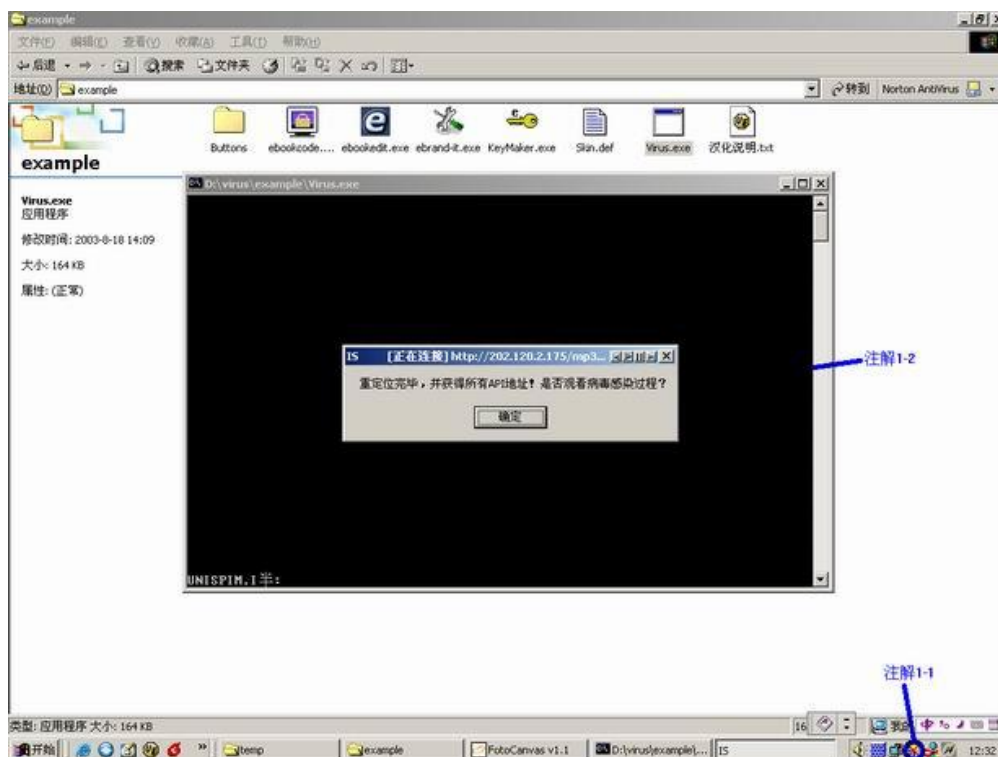 example
文件(F) 编辑(E) 查看(V) 收藏(A) 工具(T) 帮助(H)
后退 搜索 文件夹
地址(D) example 转到 Norton AntiVirus
Buttons ebookcode.... ebookedit.exe ebrand-it.exe KeyMaker.exe Skin.def Virus.exe 汉化说明.txt
example
Virus.exe
应用程序
修改时间: 2003-8-18 14:09
大小: 164 KB
属性: (正常)
D:\virus\example\Virus.exe
IS [正在连接] http://202.120.2.175/mp3...
重定位完毕，并获得所有API地址! 是否观看病毒感染过程?
确定
注解1-2
UNISPIM.I半:
注解1-1
类型: 应用程序 大小: 164 KB 16
开始 » temp example FotoCanvas v1.1 D:\virus\example\... IS 12:32